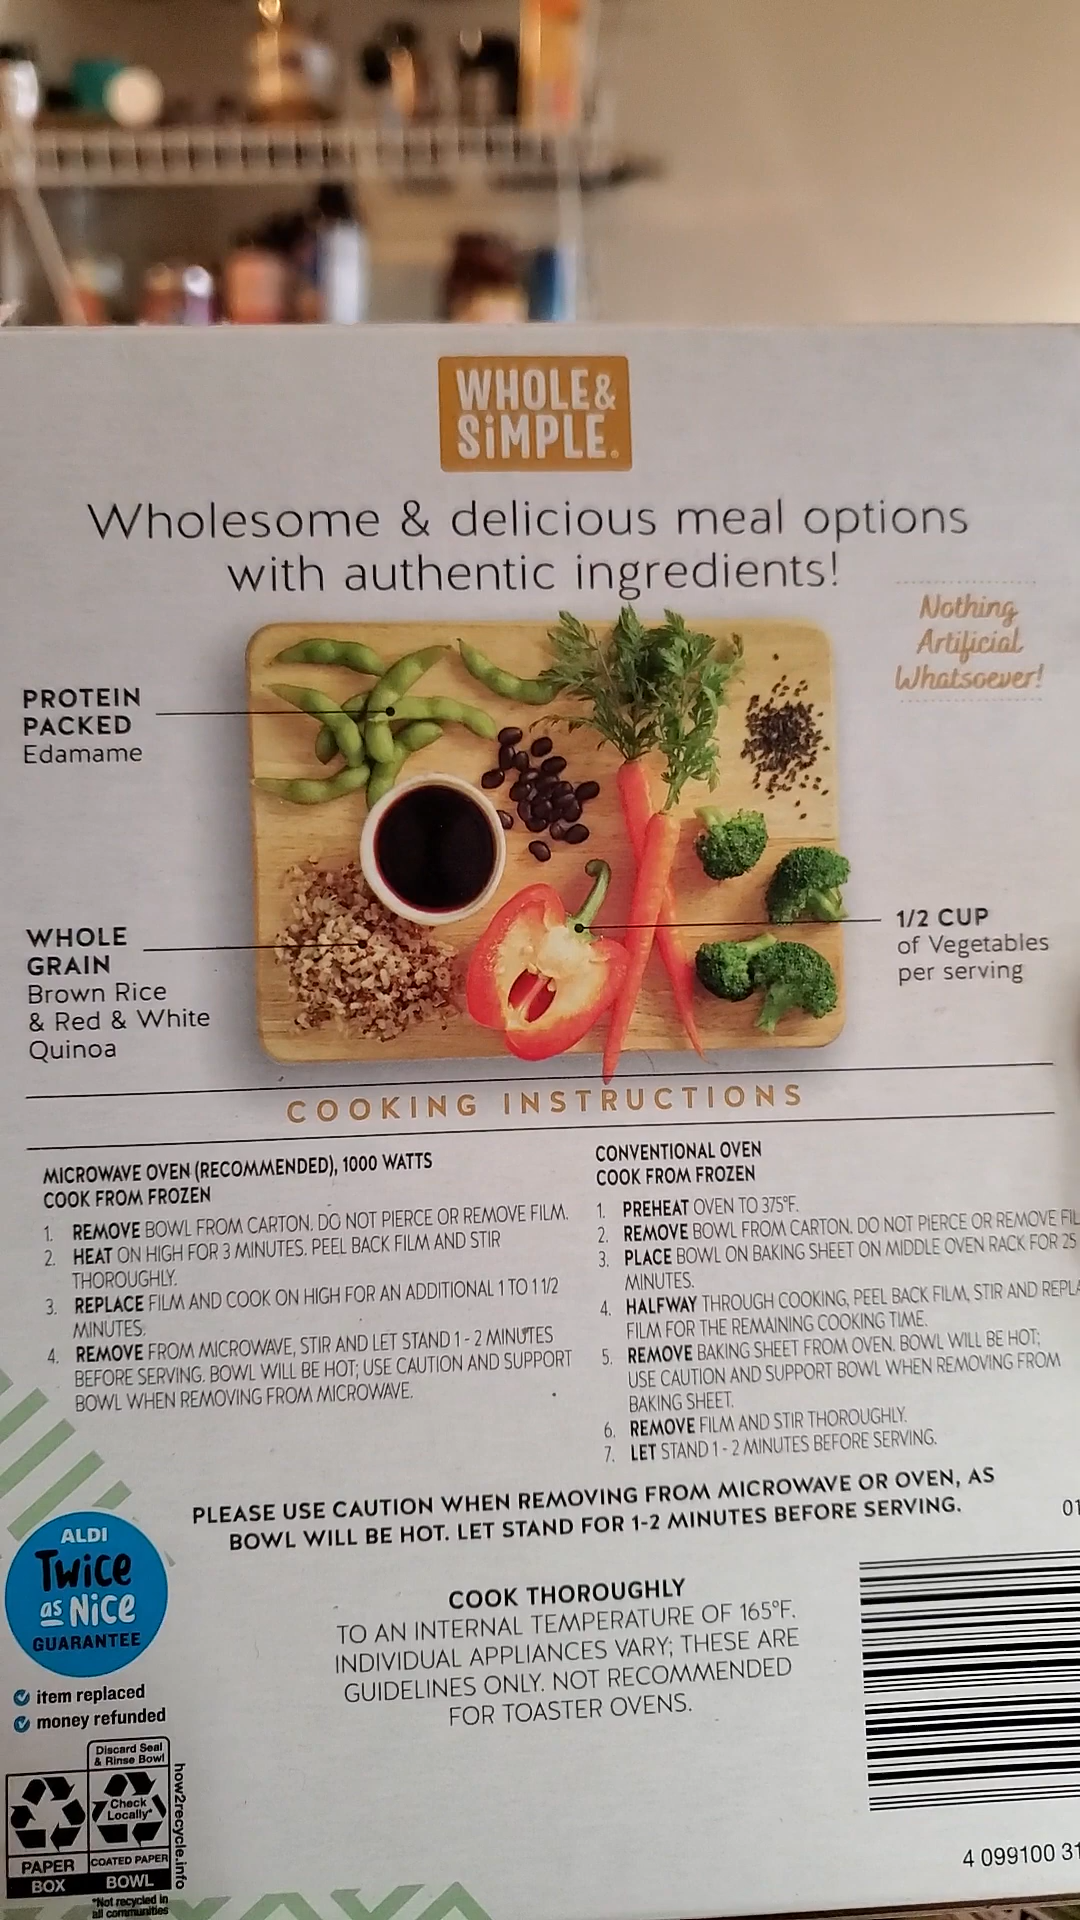 WHOLE&
SiMPLE.
Wholesome & delicious meal options
with authentic ingredients!
Nothing
Artificial
Whatsoever!
PROTEIN
PACKED
Edamame
WHOLE
GRAIN
Brown Rice
& Red & White
Quinoa
1/2 CUP
of Vegetables
per serving
COOKING INSTRUCTIONS
MICROWAVE OVEN (RECOMMENDED), 1000 WATTS
COOK FROM FROZEN
1. REMOVE BOWL FROM CARTON. DO NOT PIERCE OR REMOVE FILM.
2. HEAT ON HIGH FOR 3 MINUTES. PEEL BACK FILM AND STIR
THOROUGHLY.
3. REPLACE FILM AND COOK ON HIGH FOR AN ADDITIONAL 1 TO 1 1/2
MINUTES.
4. REMOVE FROM MICROWAVE, STIR AND LET STAND 1 - 2 MINUTES
BEFORE SERVING. BOWL WILL BE HOT; USE CAUTION AND SUPPORT
BOWL WHEN REMOVING FROM MICROWAVE.
CONVENTIONAL OVEN
COOK FROM FROZEN
1. PREHEAT OVEN TO 375°F.
2. REMOVE BOWL FROM CARTON. DO NOT PIERCE OR REMOVE FIL
3. PLACE BOWL ON BAKING SHEET ON MIDDLE OVEN RACK FOR 25
MINUTES.
4. HALFWAY THROUGH COOKING, PEEL BACK FILM, STIR AND REPLA
FILM FOR THE REMAINING COOKING TIME.
5. REMOVE BAKING SHEET FROM OVEN. BOWL WILL BE HOT;
USE CAUTION AND SUPPORT BOWL WHEN REMOVING FROM
BAKING SHEET.
6. REMOVE FILM AND STIR THOROUGHLY.
7. LET STAND 1 - 2 MINUTES BEFORE SERVING.
PLEASE USE CAUTION WHEN REMOVING FROM MICROWAVE OR OVEN, AS
BOWL WILL BE HOT. LET STAND FOR 1-2 MINUTES BEFORE SERVING.
01
COOK THOROUGHLY
TO AN INTERNAL TEMPERATURE OF 165°F.
INDIVIDUAL APPLIANCES VARY; THESE ARE
GUIDELINES ONLY. NOT RECOMMENDED
FOR TOASTER OVENS.
ALDI
Twice
as Nice
GUARANTEE
item replaced
money refunded
Discard Seal
& Rinse Bowl
Check
Locally*
PAPER
BOX
COATED PAPER
BOWL
*Not recycled in
all communities
how2recycle.info
4 099100 31